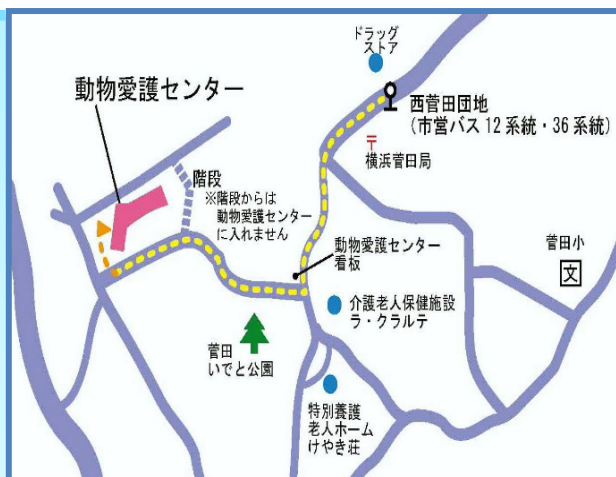 ドラッグ
ストア
動物愛護センター
西菅田団地
(市営バス12系統・36系統)
〒
横浜菅田局
階段
※階段からは
動物愛護センター
に入れません
菅田小
文
動物愛護センター
看板
介護老人保健施設
ラ・クラルテ
菅田
いでと公園
特別養護
老人ホーム
けやき荘